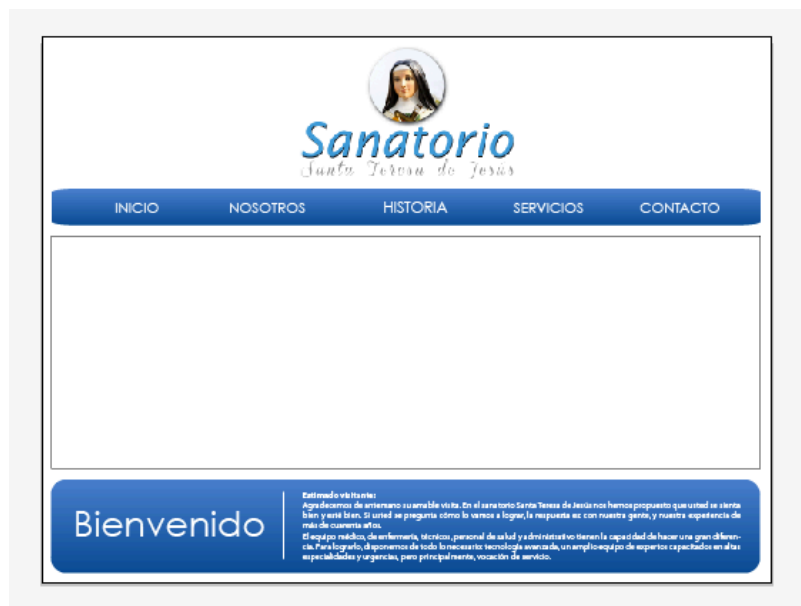 Sanatorio
Santa Teresa de Jesús
INICIO NOSOTROS HISTORIA SERVICIOS CONTACTO
Bienvenido
Estimado visitante:
Agradecemos de antemano su amable visita. En el sanatorio Santa Teresa de Jesús nos hemos propuesto que usted se sienta
bien y esté bien. Si usted se pregunta cómo lo vamos a lograr, la respuesta es con nuestra gente, y nuestra experiencia de
más de cuarenta años.
El equipo médico, de enfermería, técnicos, personal de salud y administrativo tienen la capacidad de hacer una gran diferen-
cia. Para lograrlo, disponemos de todo lo necesario: tecnología avanzada, un amplio equipo de expertos capacitados en altas
especialidades y urgencias, pero principalmente, vocación de servicio.